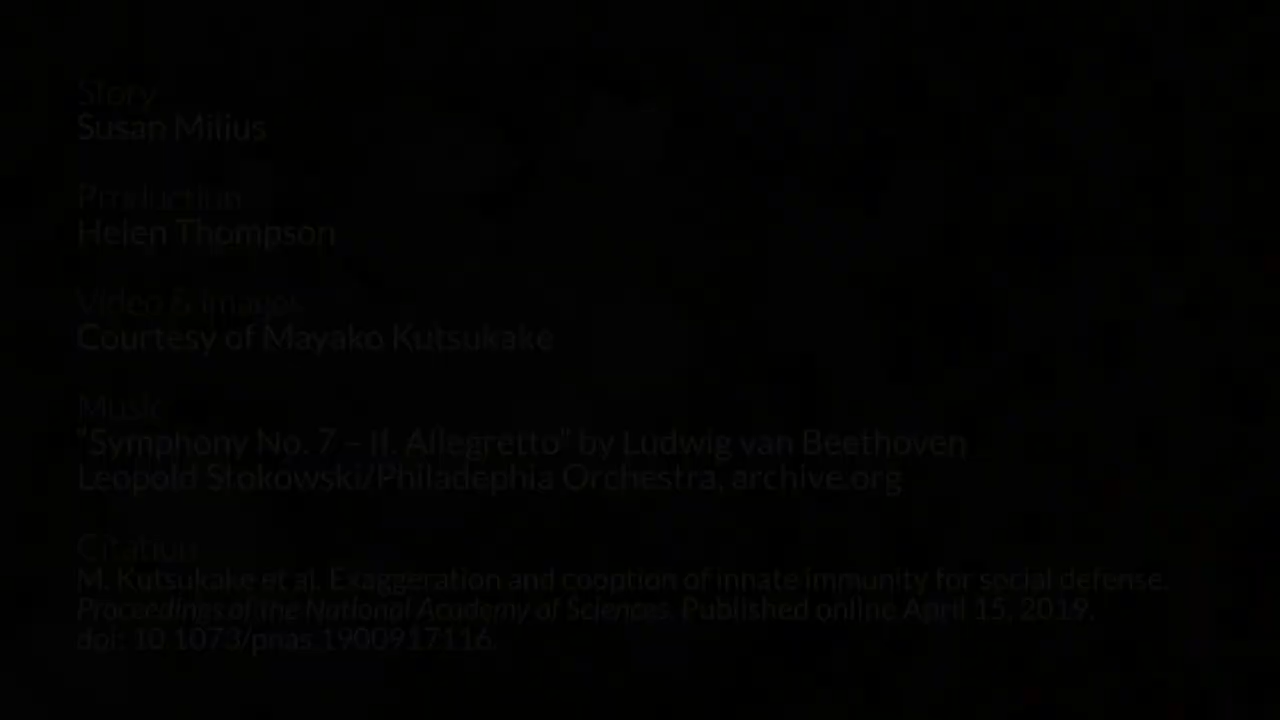 Story
Susan Milius
Production
Helen Thompson
Video & Images
Courtesy of Mayako Kutsukake
Music
"Symphony No. 7 – II. Allegretto" by Ludwig van Beethoven
Leopold Stokowski/Philadephia Orchestra, archive.org
Citation
M. Kutsukake et al. Exaggeration and cooption of innate immunity for social defense.
Proceedings of the National Academy of Sciences. Published online April 15, 2019.
doi: 10.1073/pnas.1900917116.